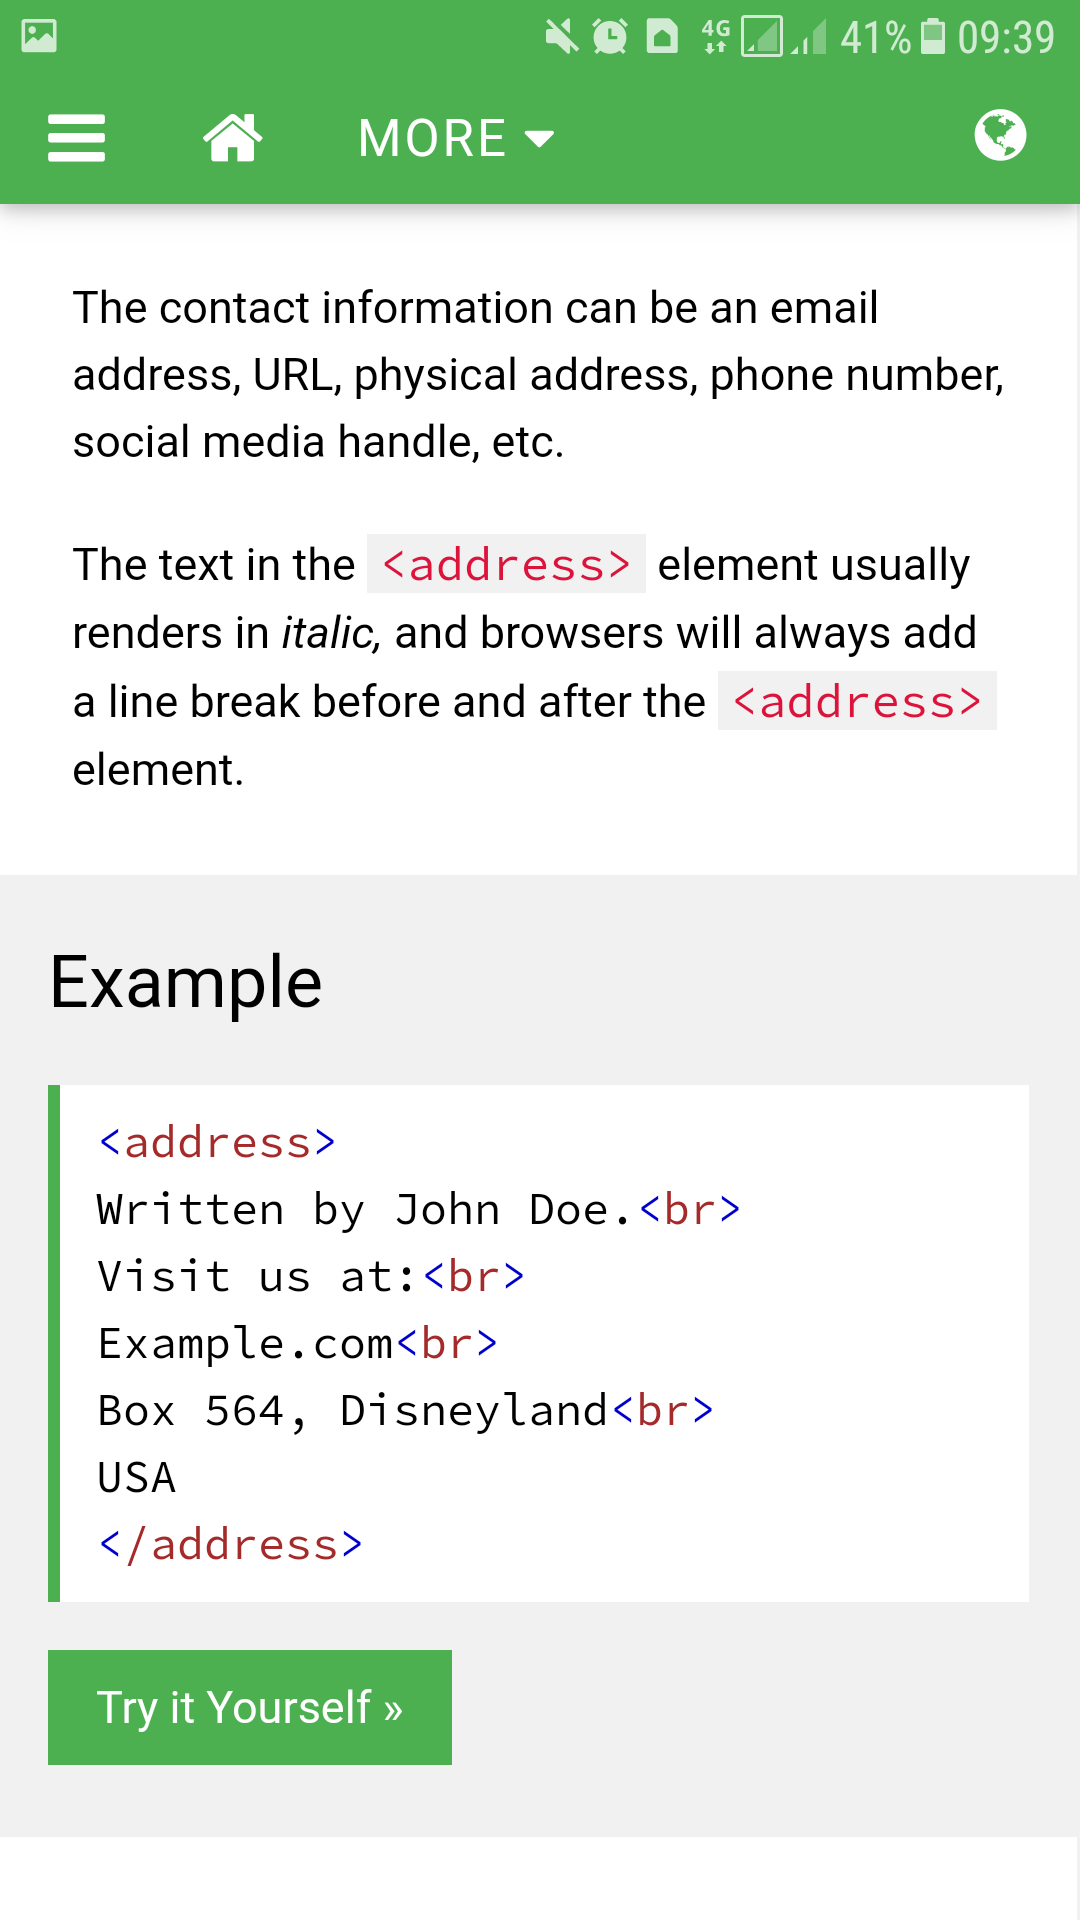 4G 41% 09:39
MORE
The contact information can be an email
address, URL, physical address, phone number,
social media handle, etc.
The text in the <address> element usually
renders in italic, and browsers will always add
a line break before and after the <address>
element.
Example
<address>
Written by John Doe.<br>
Visit us at:<br>
Example.com<br>
Box 564, Disneyland<br>
USA
</address>
Try it Yourself »